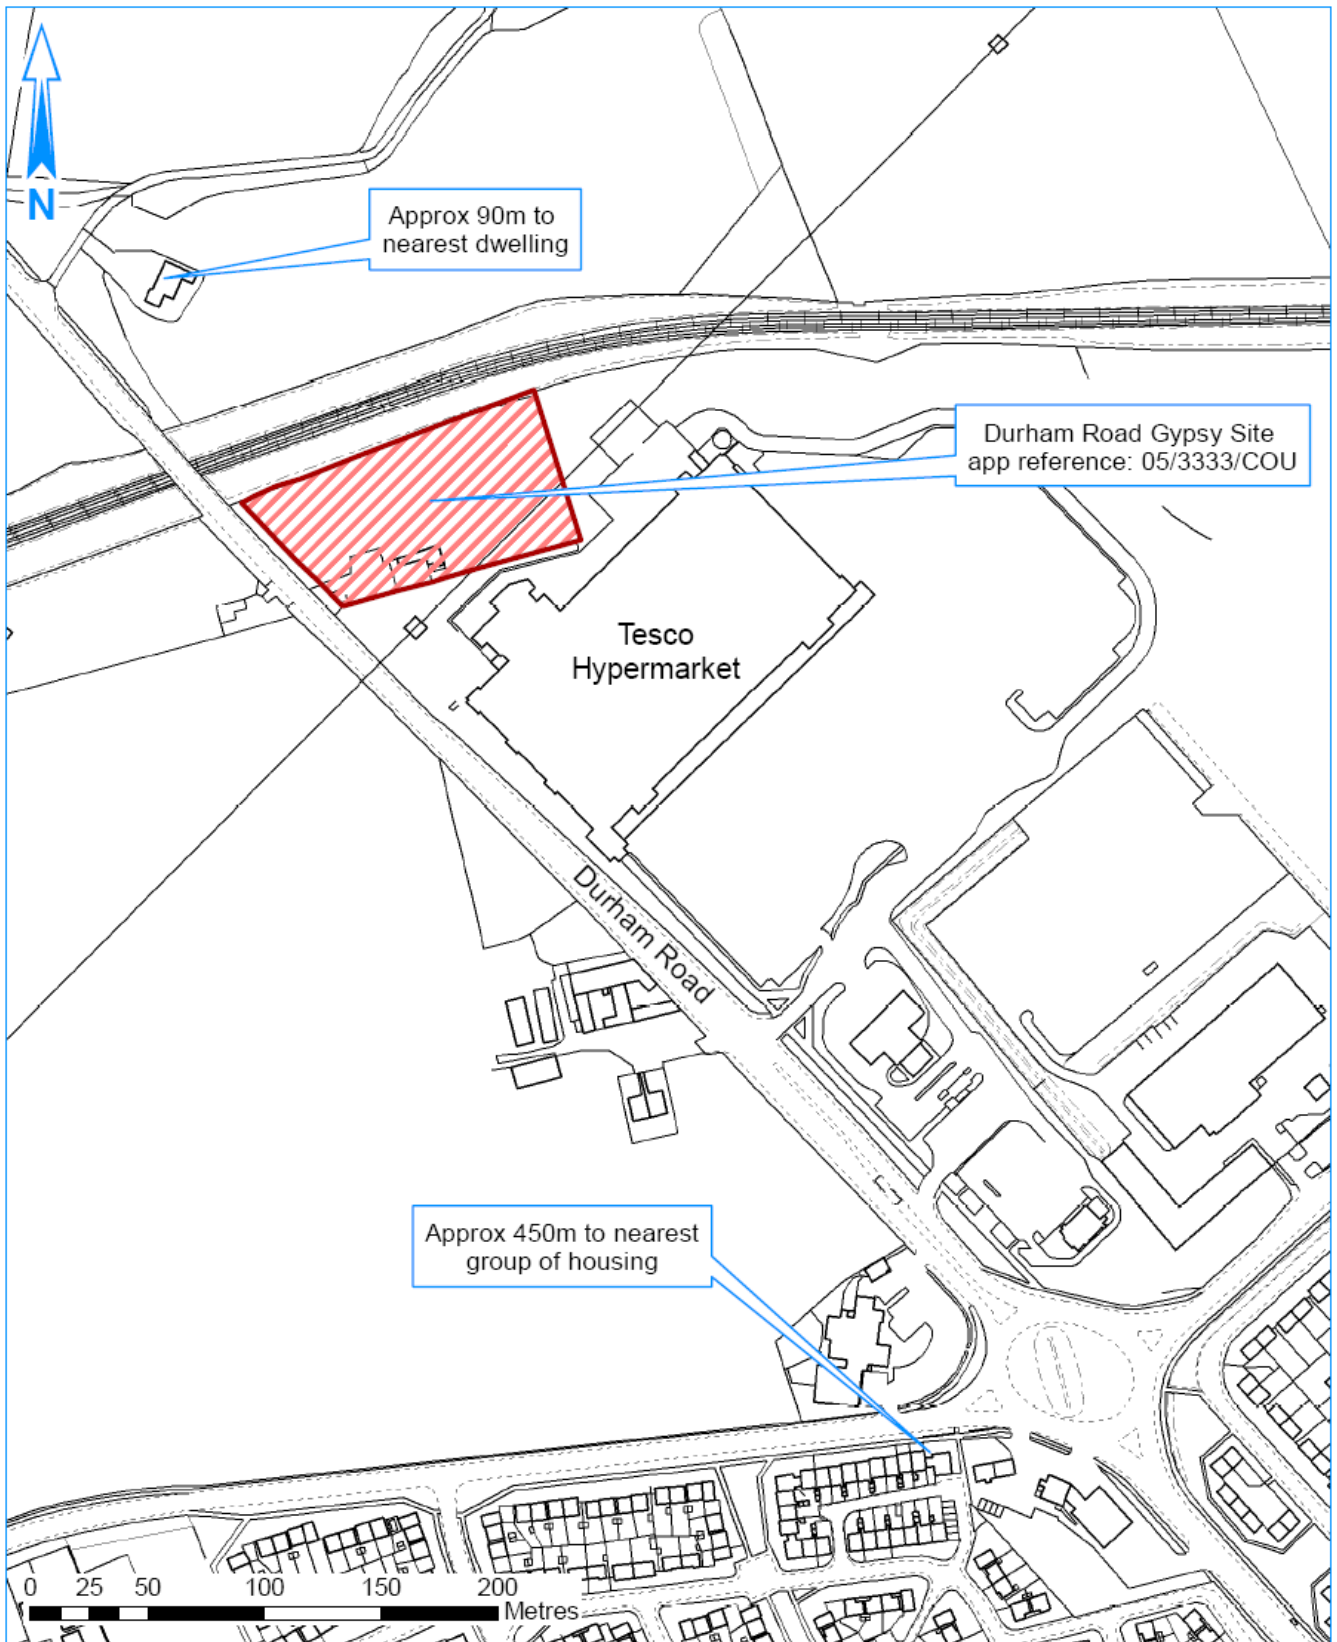 N
Approx 90m to
nearest dwelling
Durham Road Gypsy Site
app reference: 05/3333/COU
Tesco
Hypermarket
Durham Road
Approx 450m to nearest
group of housing
0 25 50 100 150 200
Metres